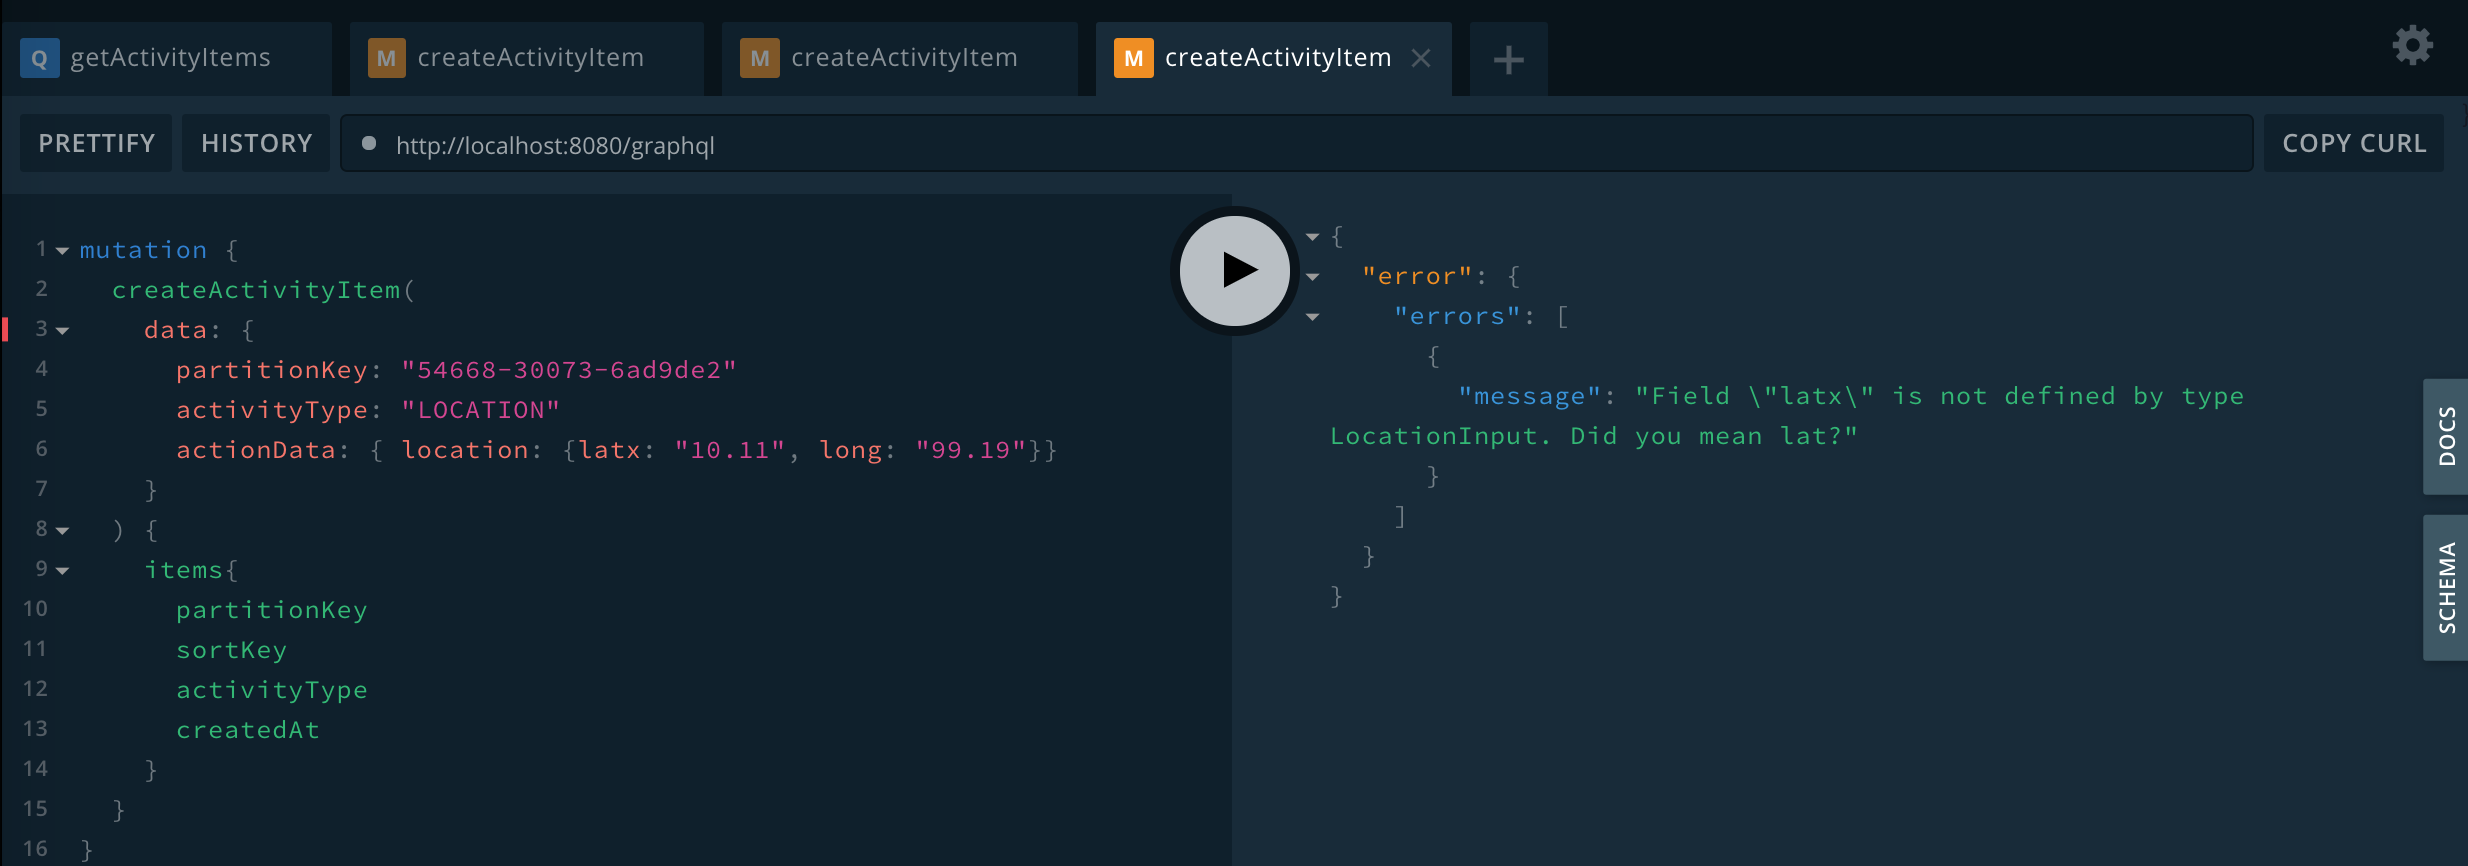 Q getActivityItems M createActivityItem M createActivityItem M createActivityItem × +
PRETTIFY HISTORY http://localhost:8080/graphql COPY CURL
1 mutation {
2 createActivityItem(
3 data: {
4 partitionKey: "54668-30073-6ad9de2"
5 activityType: "LOCATION"
6 actionData: { location: {latx: "10.11", long: "99.19"}}
7 }
8 ) {
9 items{
10 partitionKey
11 sortKey
12 activityType
13 createdAt
14 }
15 }
16 }
{
"error": {
"errors": [
{
"message": "Field \"latx\" is not defined by type
LocationInput. Did you mean lat?"
}
]
}
}
DOCS
SCHEMA